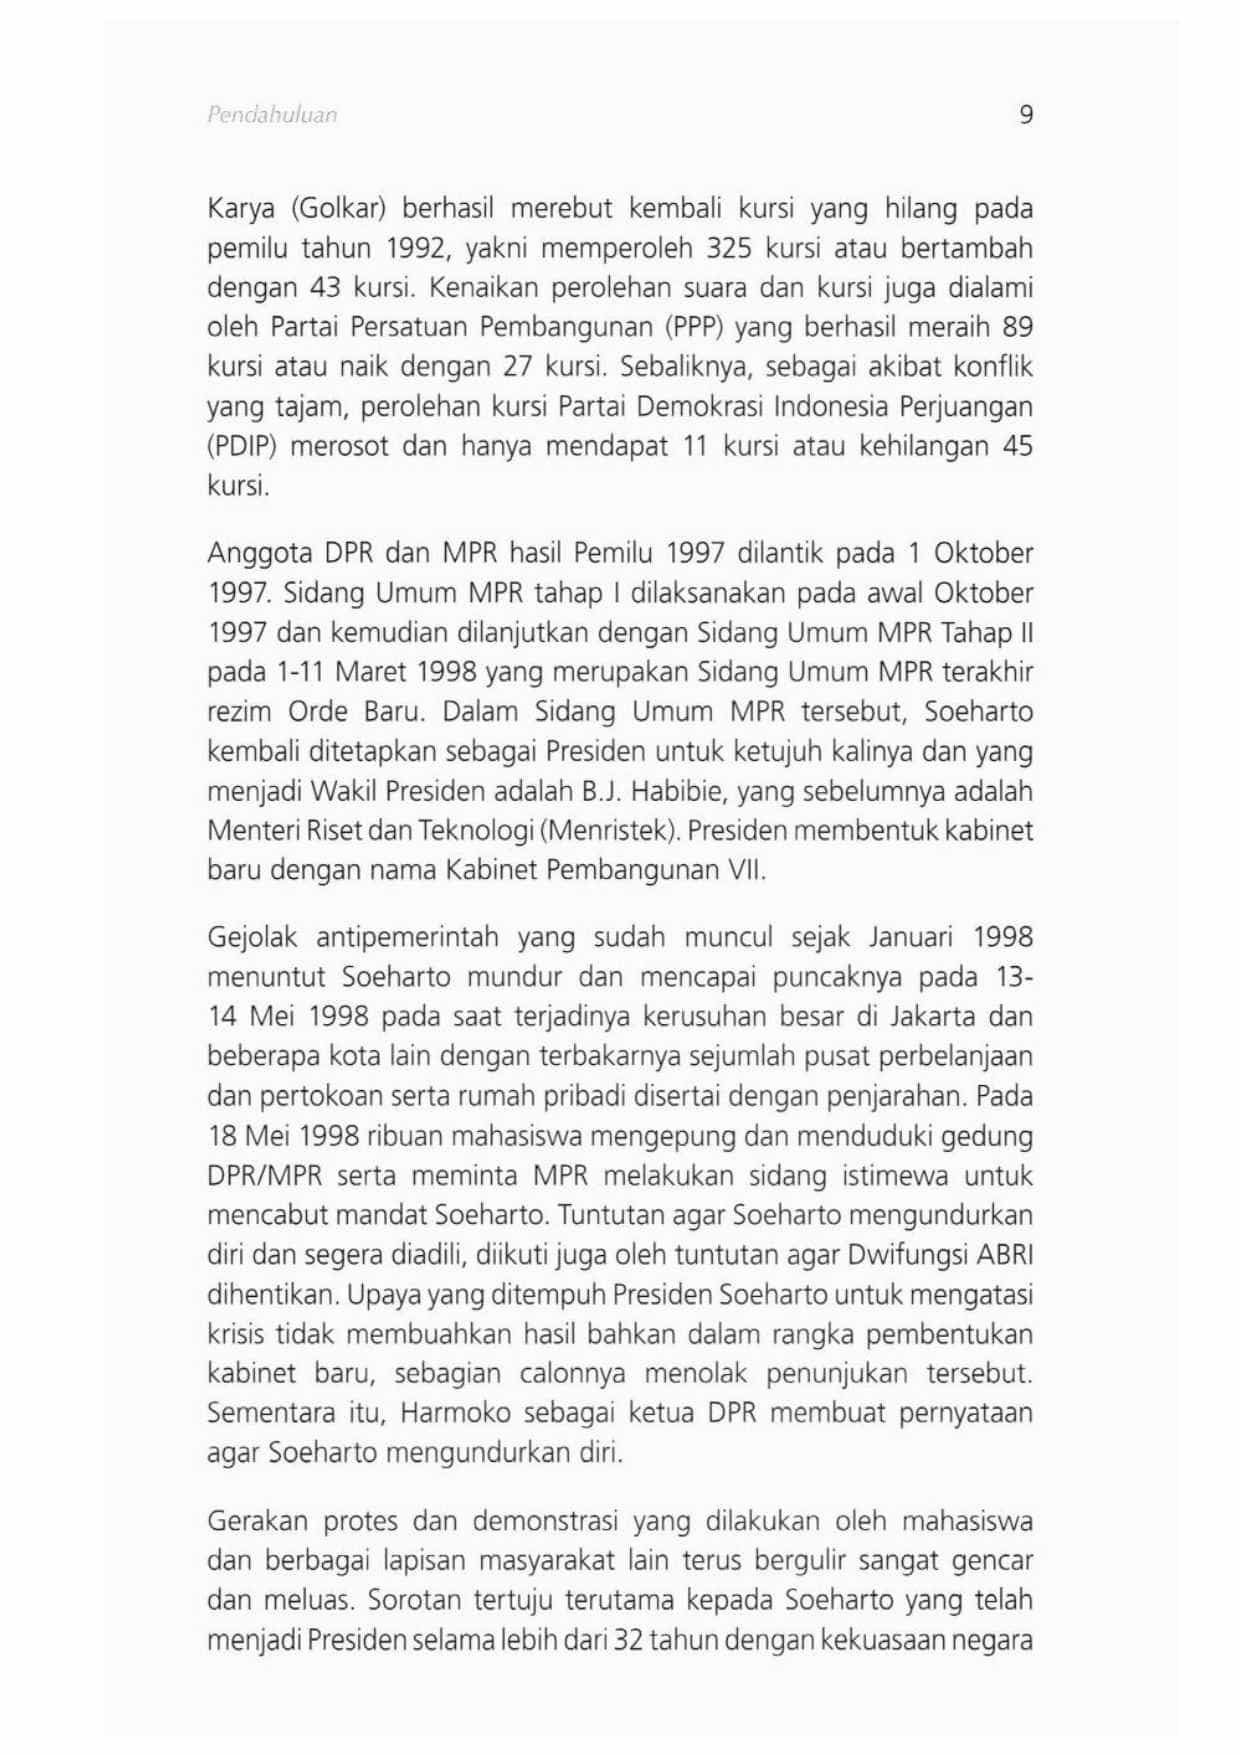 Pendahuluan
9
Karya (Golkar) berhasil merebut kembali kursi yang hilang pada
pemilu tahun 1992, yakni memperoleh 325 kursi atau bertambah
dengan 43 kursi. Kenaikan perolehan suara dan kursi juga dialami
oleh Partai Persatuan Pembangunan (PPP) yang berhasil meraih 89
kursi atau naik dengan 27 kursi. Sebaliknya, sebagai akibat konflik
yang tajam, perolehan kursi Partai Demokrasi Indonesia Perjuangan
(PDIP) merosot dan hanya mendapat 11 kursi atau kehilangan 45
kursi.
Anggota DPR dan MPR hasil Pemilu 1997 dilantik pada 1 Oktober
1997. Sidang Umum MPR tahap I dilaksanakan pada awal Oktober
1997 dan kemudian dilanjutkan dengan Sidang Umum MPR Tahap II
pada 1-11 Maret 1998 yang merupakan Sidang Umum MPR terakhir
rezim Orde Baru. Dalam Sidang Umum MPR tersebut, Soeharto
kembali ditetapkan sebagai Presiden untuk ketujuh kalinya dan yang
menjadi Wakil Presiden adalah B.J. Habibie, yang sebelumnya adalah
Menteri Riset dan Teknologi (Menristek). Presiden membentuk kabinet
baru dengan nama Kabinet Pembangunan VII.
Gejolak antipemerintah yang sudah muncul sejak Januari 1998
menuntut Soeharto mundur dan mencapai puncaknya pada 13-
14 Mei 1998 pada saat terjadinya kerusuhan besar di Jakarta dan
beberapa kota lain dengan terbakarnya sejumlah pusat perbelanjaan
dan pertokoan serta rumah pribadi disertai dengan penjarahan. Pada
18 Mei 1998 ribuan mahasiswa mengepung dan menduduki gedung
DPR/MPR serta meminta MPR melakukan sidang istimewa untuk
mencabut mandat Soeharto. Tuntutan agar Soeharto mengundurkan
diri dan segera diadili, diikuti juga oleh tuntutan agar Dwifungsi ABRI
dihentikan. Upaya yang ditempuh Presiden Soeharto untuk mengatasi
krisis tidak membuahkan hasil bahkan dalam rangka pembentukan
kabinet baru, sebagian calonnya menolak penunjukan tersebut.
Sementara itu, Harmoko sebagai ketua DPR membuat pernyataan
agar Soeharto mengundurkan diri.
Gerakan protes dan demonstrasi yang dilakukan oleh mahasiswa
dan berbagai lapisan masyarakat lain terus bergulir sangat gencar
dan meluas. Sorotan tertuju terutama kepada Soeharto yang telah
menjadi Presiden selama lebih dari 32 tahun dengan kekuasaan negara